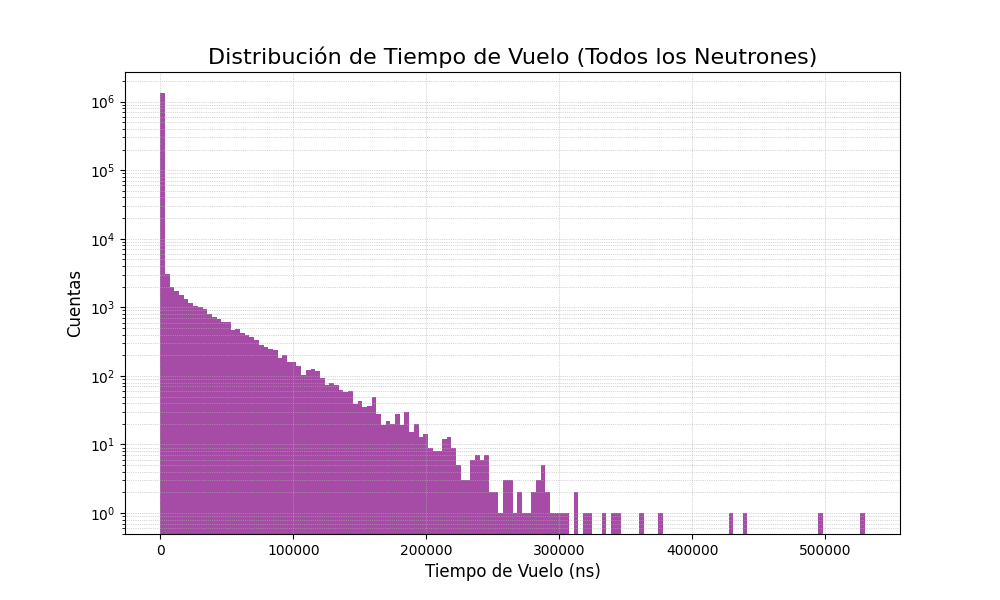 Distribución de Tiempo de Vuelo (Todos los Neutrones)
Cuentas
10^6
10^5
10^4
10^3
10^2
10^1
10^0
0 100000 200000 300000 400000 500000
Tiempo de Vuelo (ns)